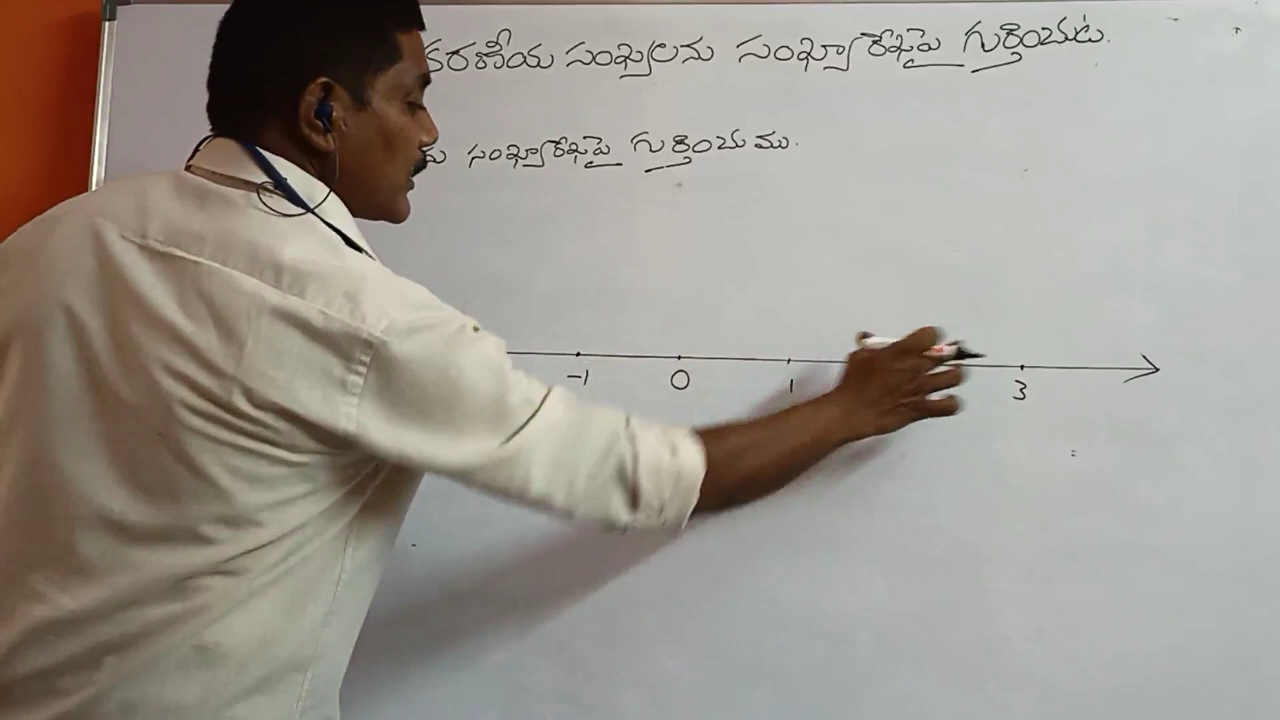 కరణీయ సంఖ్యలను సంఖ్యా రేఖపై గుర్తించుట.
ను సంఖ్యారేఖపై గుర్తించుము.
-1 0 1 3